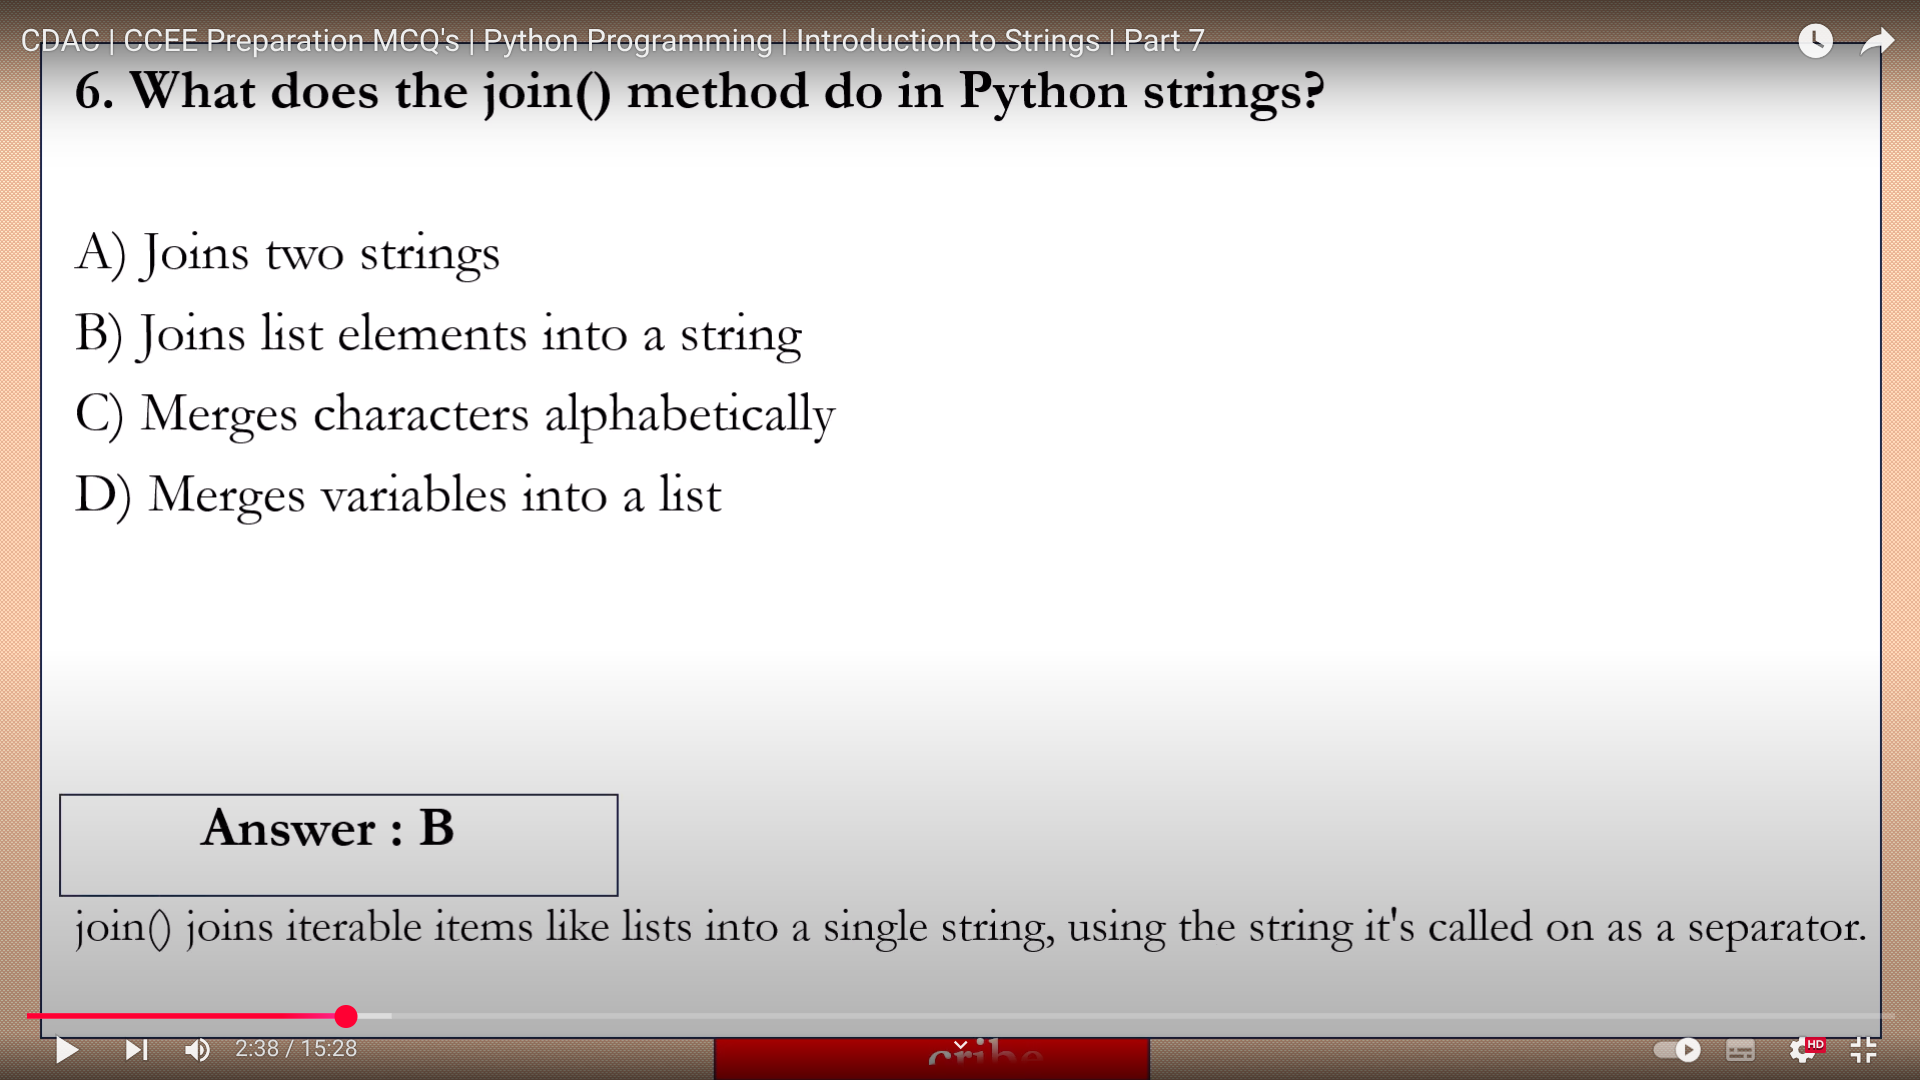 CDAC | CCEE Preparation MCQ's | Python Programming | Introduction to Strings | Part 7
6. What does the join() method do in Python strings?
A) Joins two strings
B) Joins list elements into a string
C) Merges characters alphabetically
D) Merges variables into a list
Answer : B
join() joins iterable items like lists into a single string, using the string it's called on as a separator.
2:38 / 15:28
HD